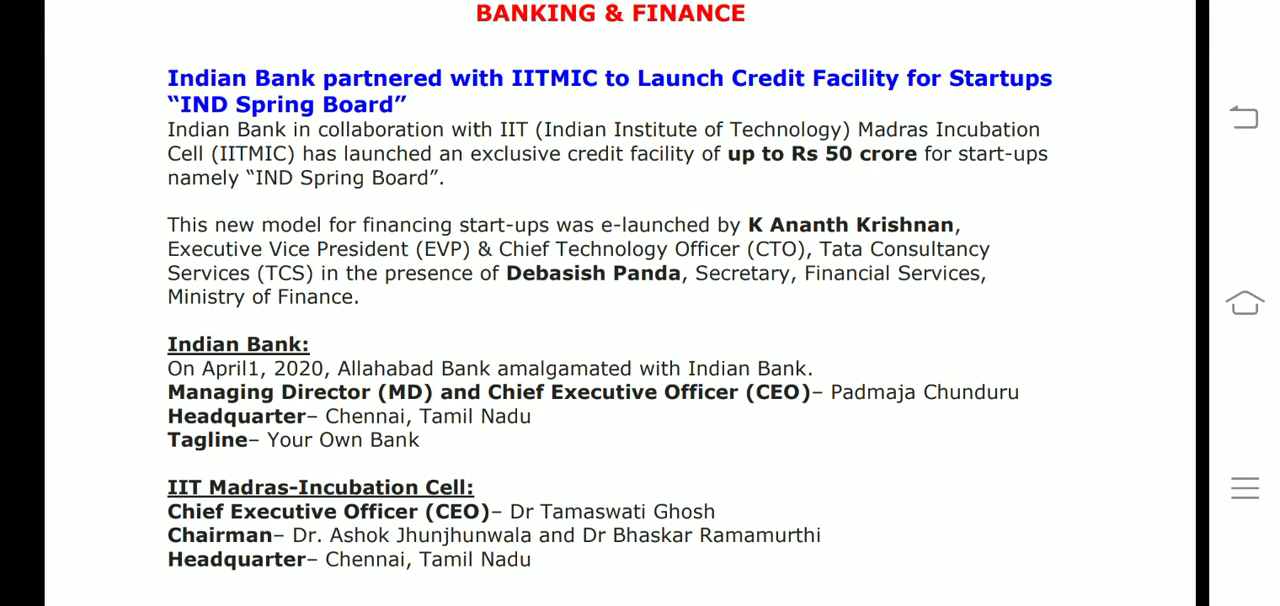 BANKING & FINANCE
Indian Bank partnered with IITMIC to Launch Credit Facility for Startups
“IND Spring Board”
Indian Bank in collaboration with IIT (Indian Institute of Technology) Madras Incubation
Cell (IITMIC) has launched an exclusive credit facility of up to Rs 50 crore for start-ups
namely “IND Spring Board”.
This new model for financing start-ups was e-launched by K Ananth Krishnan,
Executive Vice President (EVP) & Chief Technology Officer (CTO), Tata Consultancy
Services (TCS) in the presence of Debasish Panda, Secretary, Financial Services,
Ministry of Finance.
Indian Bank:
On April1, 2020, Allahabad Bank amalgamated with Indian Bank.
Managing Director (MD) and Chief Executive Officer (CEO)– Padmaja Chunduru
Headquarter– Chennai, Tamil Nadu
Tagline– Your Own Bank
IIT Madras-Incubation Cell:
Chief Executive Officer (CEO)– Dr Tamaswati Ghosh
Chairman– Dr. Ashok Jhunjhunwala and Dr Bhaskar Ramamurthi
Headquarter– Chennai, Tamil Nadu